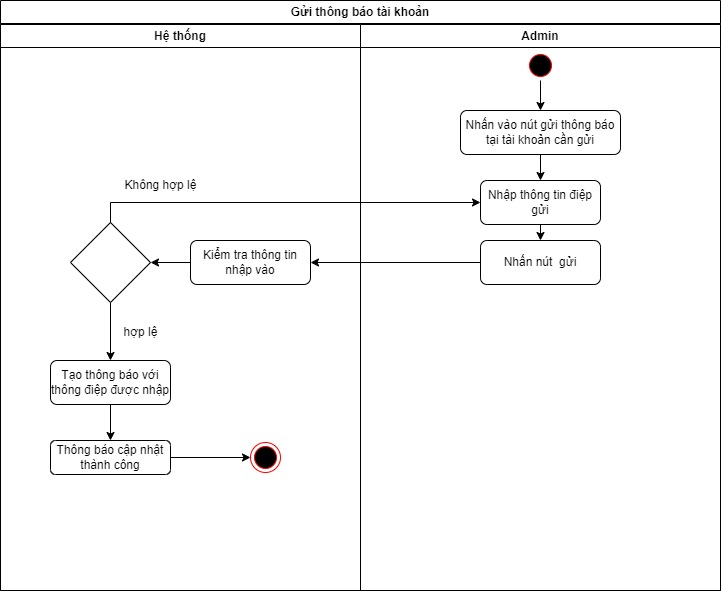 Gửi thông báo tài khoản
Hệ thống
Admin
Nhấn vào nút gửi thông báo
tại tài khoản cần gửi
Không hợp lệ
Nhập thông tin điệp
gửi
Kiểm tra thông tin
nhập vào
Nhấn nút gửi
hợp lệ
Tạo thông báo với
thông điệp được nhập
Thông báo cập nhật
thành công